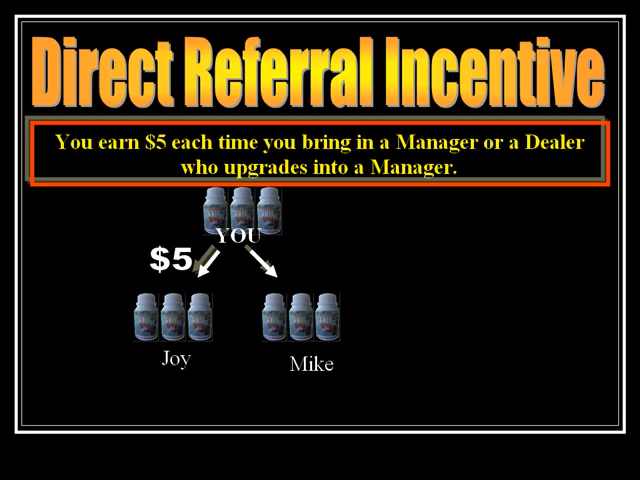 Direct Referral Incentive
You earn $5 each time you bring in a Manager or a Dealer
who upgrades into a Manager.
YOU
$5
Joy
Mike